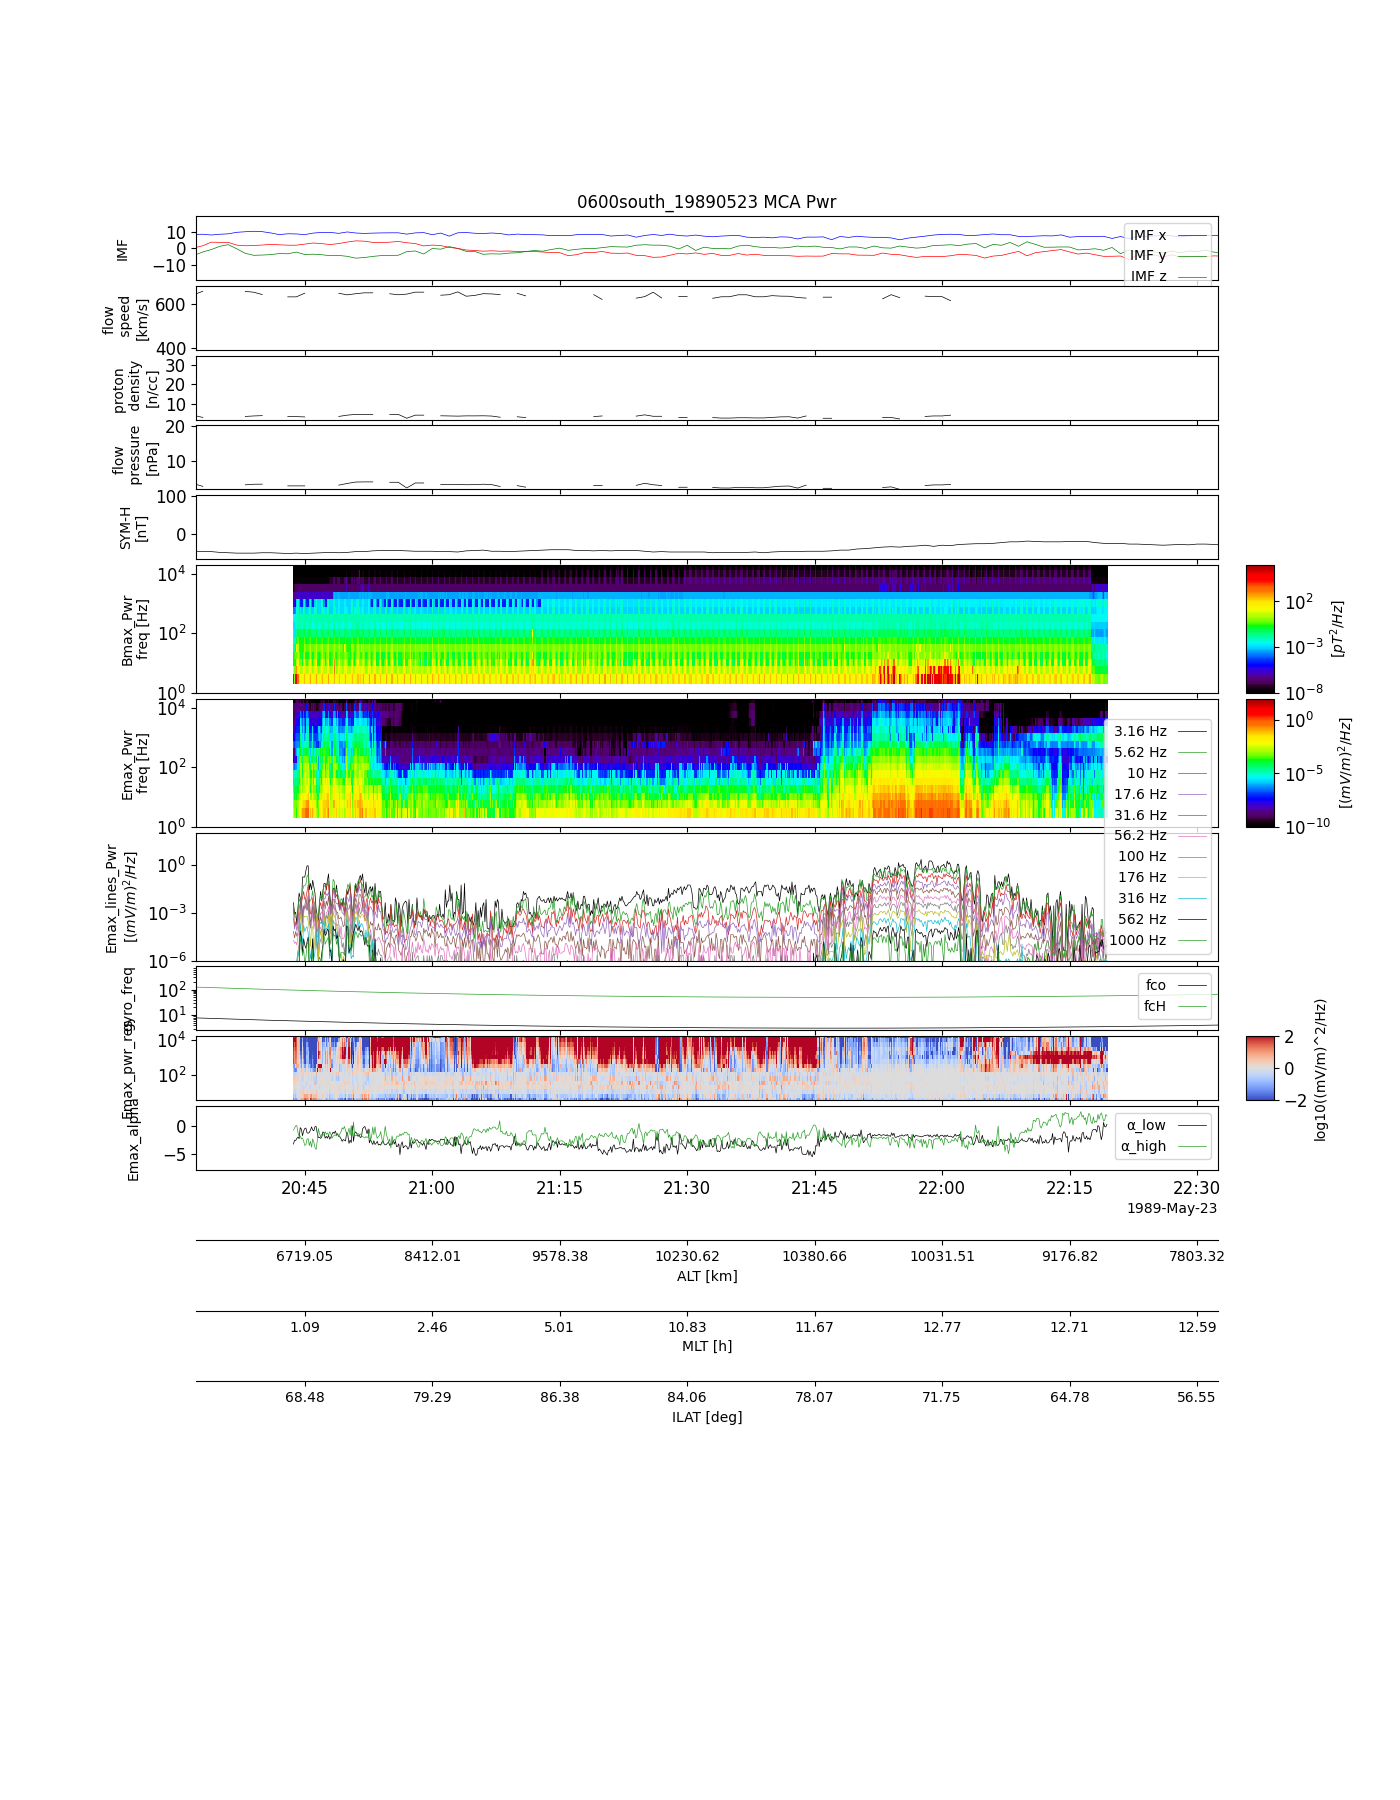 0600south_19890523 MCA Pwr
IMF
10
0
−10
IMF x
IMF y
IMF z
flow
speed
[km/s]
600
400
proton
density
[n/cc]
30
20
10
flow
pressure
[nPa]
20
10
SYM-H
[nT]
100
0
Bmax_Pwr
freq [Hz]
10^4
10^2
10^0
10^2
10^−3
10^−8
[pT^2/Hz]
Emax_Pwr
freq [Hz]
10^4
10^2
10^0
10^0
10^−5
10^−10
[(mV/m)^2/Hz]
3.16 Hz
5.62 Hz
10 Hz
17.6 Hz
31.6 Hz
56.2 Hz
100 Hz
176 Hz
316 Hz
562 Hz
1000 Hz
Emax_lines_Pwr
[(mV/m)^2/Hz]
10^0
10^−3
10^−6
gyro_freq
10^2
10^1
fco
fcH
Emax_pwr_reg
10^4
10^2
2
0
−2
log10((mV/m)^2/Hz)
Emax_alpha
0
−5
α_low
α_high
20:45 21:00 21:15 21:30 21:45 22:00 22:15 22:30
1989-May-23
6719.05 8412.01 9578.38 10230.62 10380.66 10031.51 9176.82 7803.32
ALT [km]
1.09 2.46 5.01 10.83 11.67 12.77 12.71 12.59
MLT [h]
68.48 79.29 86.38 84.06 78.07 71.75 64.78 56.55
ILAT [deg]